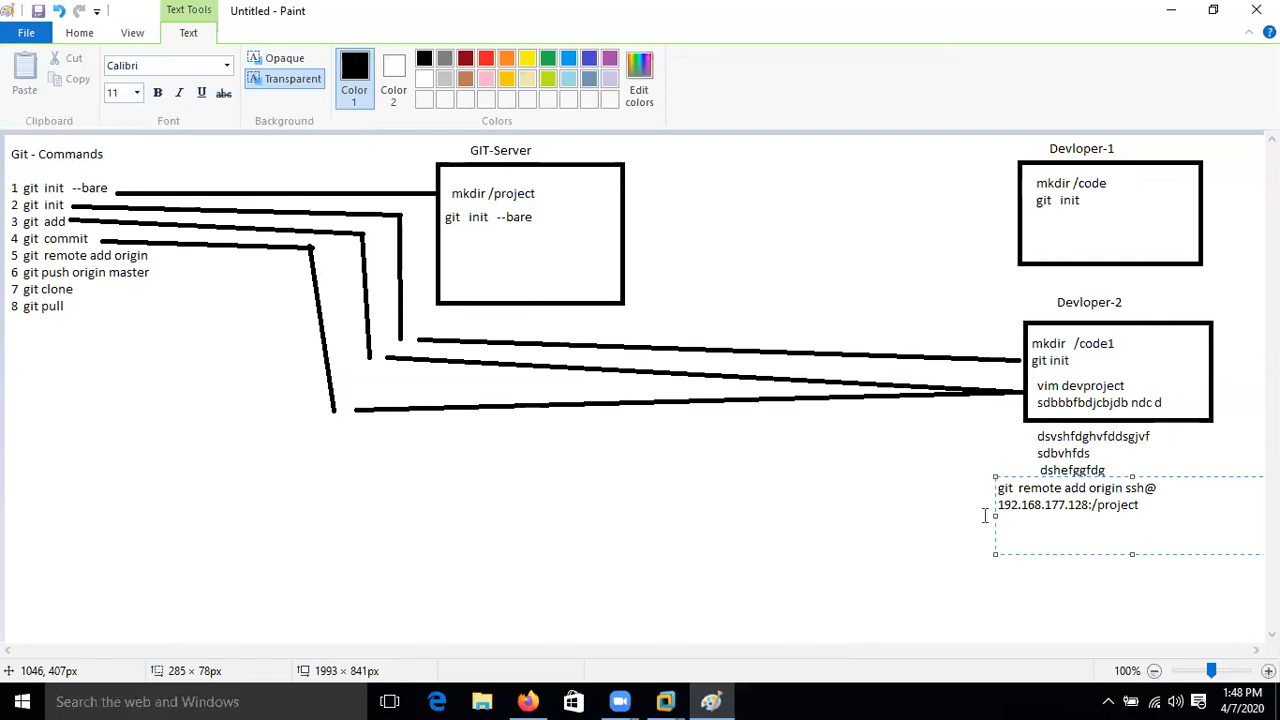 Text Tools
Untitled - Paint
File
Home
View
Text
Paste
Cut
Copy
Clipboard
Calibri
11
B I U abc
Font
Opaque
Transparent
Background
Color 1
Color 2
Edit colors
Colors
Git - Commands
1 git init --bare
2 git init
3 git add
4 git commit
5 git remote add origin
6 git push origin master
7 git clone
8 git pull
GIT-Server
mkdir /project
git init --bare
Devloper-1
mkdir /code
git init
Devloper-2
mkdir /code1
git init
vim devproject
sdbbbfbdjcbjdb ndc d
dsvshfdghvfddsgjvf
sdbvhfds
dshefggfdg
git remote add origin ssh@
192.168.177.128:/project
1046, 407px
285 × 78px
1993 × 841px
100%
Search the web and Windows
1:48 PM
4/7/2020